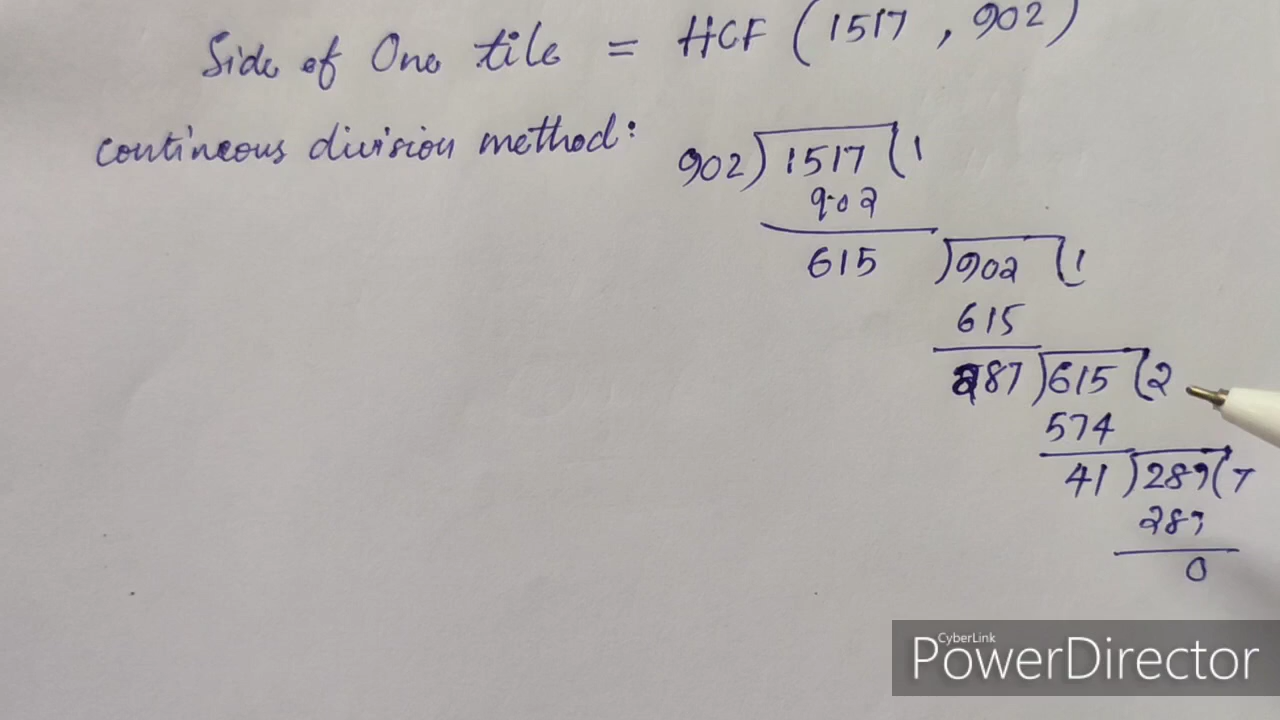 Side of One tile = HCF (1517, 902)
contineous division method:
902)1517(1
902
615 )902(1
615
287)615(2
574
41)287(7
287
0
CyberLink
PowerDirector